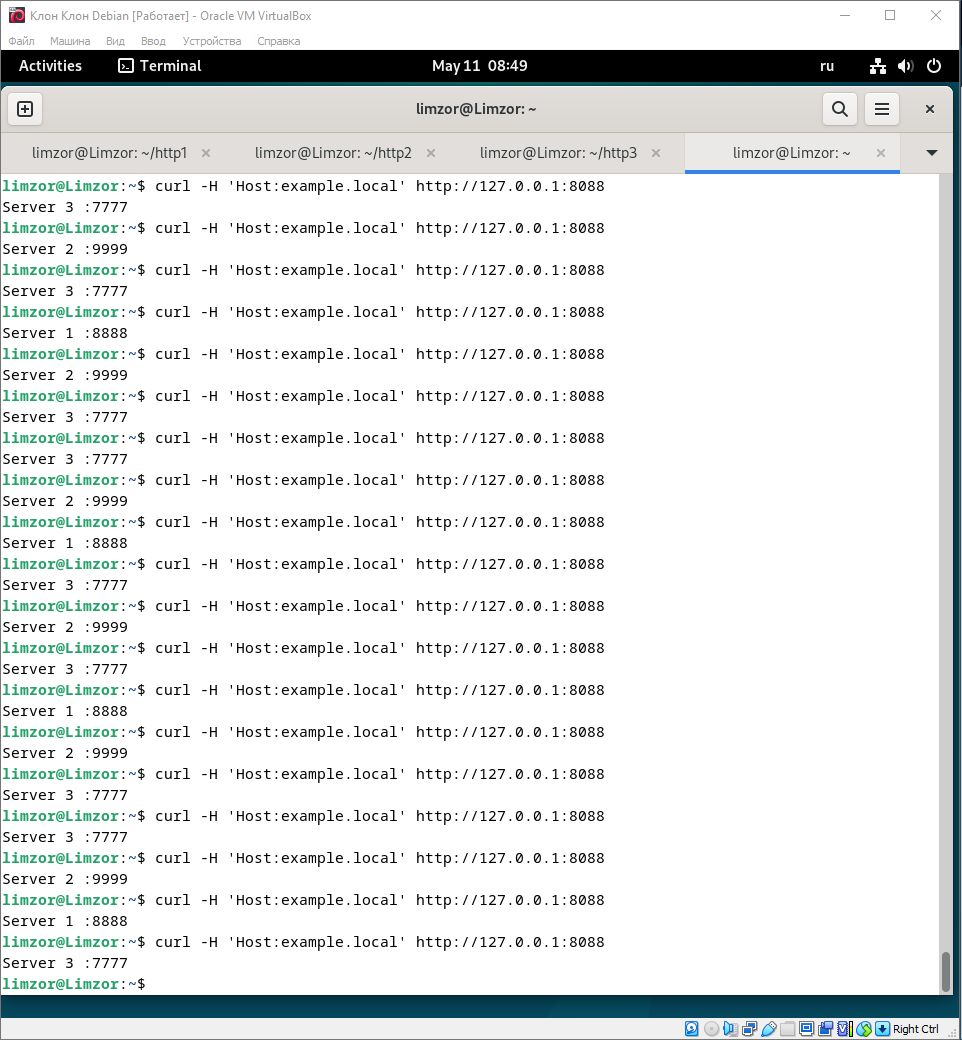 Клон Клон Debian [Работает] - Oracle VM VirtualBox
Файл Машина Вид Ввод Устройства Справка
Activities Terminal May 11 08:49 ru
limzor@Limzor: ~
limzor@Limzor: ~/http1 limzor@Limzor: ~/http2 limzor@Limzor: ~/http3 limzor@Limzor: ~
limzor@Limzor:~$ curl -H 'Host:example.local' http://127.0.0.1:8088
Server 3 :7777
limzor@Limzor:~$ curl -H 'Host:example.local' http://127.0.0.1:8088
Server 2 :9999
limzor@Limzor:~$ curl -H 'Host:example.local' http://127.0.0.1:8088
Server 3 :7777
limzor@Limzor:~$ curl -H 'Host:example.local' http://127.0.0.1:8088
Server 1 :8888
limzor@Limzor:~$ curl -H 'Host:example.local' http://127.0.0.1:8088
Server 2 :9999
limzor@Limzor:~$ curl -H 'Host:example.local' http://127.0.0.1:8088
Server 3 :7777
limzor@Limzor:~$ curl -H 'Host:example.local' http://127.0.0.1:8088
Server 3 :7777
limzor@Limzor:~$ curl -H 'Host:example.local' http://127.0.0.1:8088
Server 2 :9999
limzor@Limzor:~$ curl -H 'Host:example.local' http://127.0.0.1:8088
Server 1 :8888
limzor@Limzor:~$ curl -H 'Host:example.local' http://127.0.0.1:8088
Server 3 :7777
limzor@Limzor:~$ curl -H 'Host:example.local' http://127.0.0.1:8088
Server 2 :9999
limzor@Limzor:~$ curl -H 'Host:example.local' http://127.0.0.1:8088
Server 3 :7777
limzor@Limzor:~$ curl -H 'Host:example.local' http://127.0.0.1:8088
Server 1 :8888
limzor@Limzor:~$ curl -H 'Host:example.local' http://127.0.0.1:8088
Server 2 :9999
limzor@Limzor:~$ curl -H 'Host:example.local' http://127.0.0.1:8088
Server 3 :7777
limzor@Limzor:~$ curl -H 'Host:example.local' http://127.0.0.1:8088
Server 3 :7777
limzor@Limzor:~$ curl -H 'Host:example.local' http://127.0.0.1:8088
Server 2 :9999
limzor@Limzor:~$ curl -H 'Host:example.local' http://127.0.0.1:8088
Server 1 :8888
limzor@Limzor:~$ curl -H 'Host:example.local' http://127.0.0.1:8088
Server 3 :7777
limzor@Limzor:~$
Right Ctrl